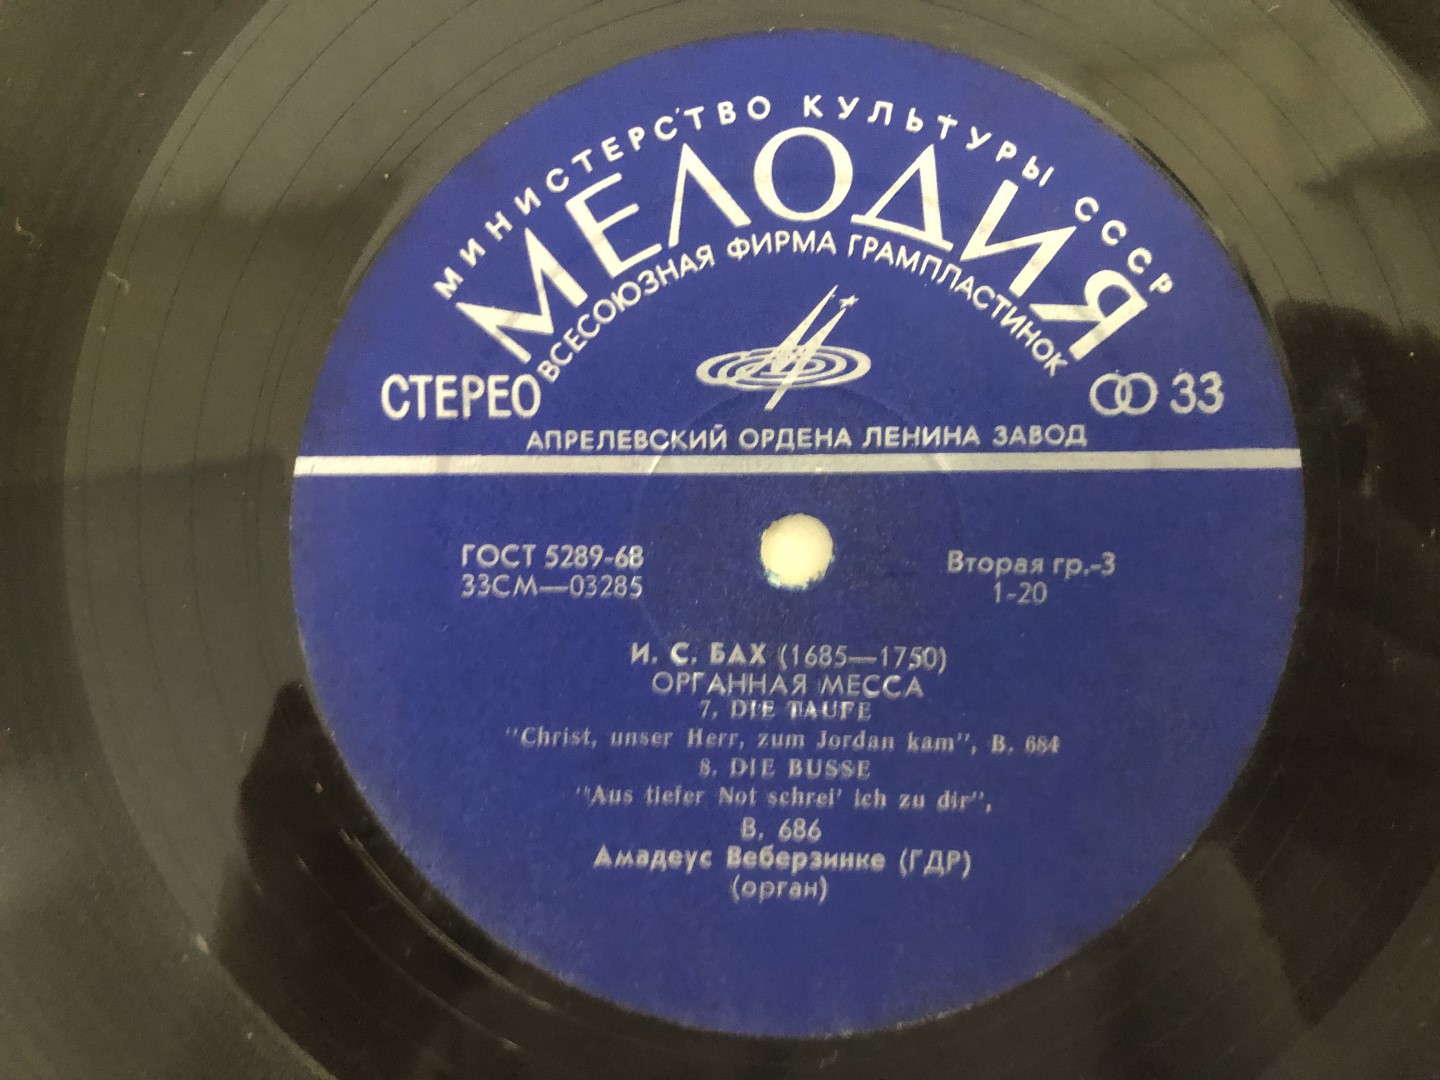 МИНИСТЕРСТВО КУЛЬТУРЫ СССР
МЕЛОДИЯ
ВСЕСОЮЗНАЯ ФИРМА ГРАМПЛАСТИНОК
СТЕРЕО
33
АПРЕЛЕВСКИЙ ОРДЕНА ЛЕНИНА ЗАВОД
ГОСТ 5289-68
33СМ—03285
Вторая гр.-3
1-20
И. С. БАХ (1685—1750)
ОРГАННАЯ МЕССА
7. DIE TAUFE
"Christ, unser Herr, zum Jordan kam", B. 684
8. DIE BUSSE
"Aus tiefer Not schrei' ich zu dir",
B. 686
Амадеус Веберзинке (ГДР)
(орган)